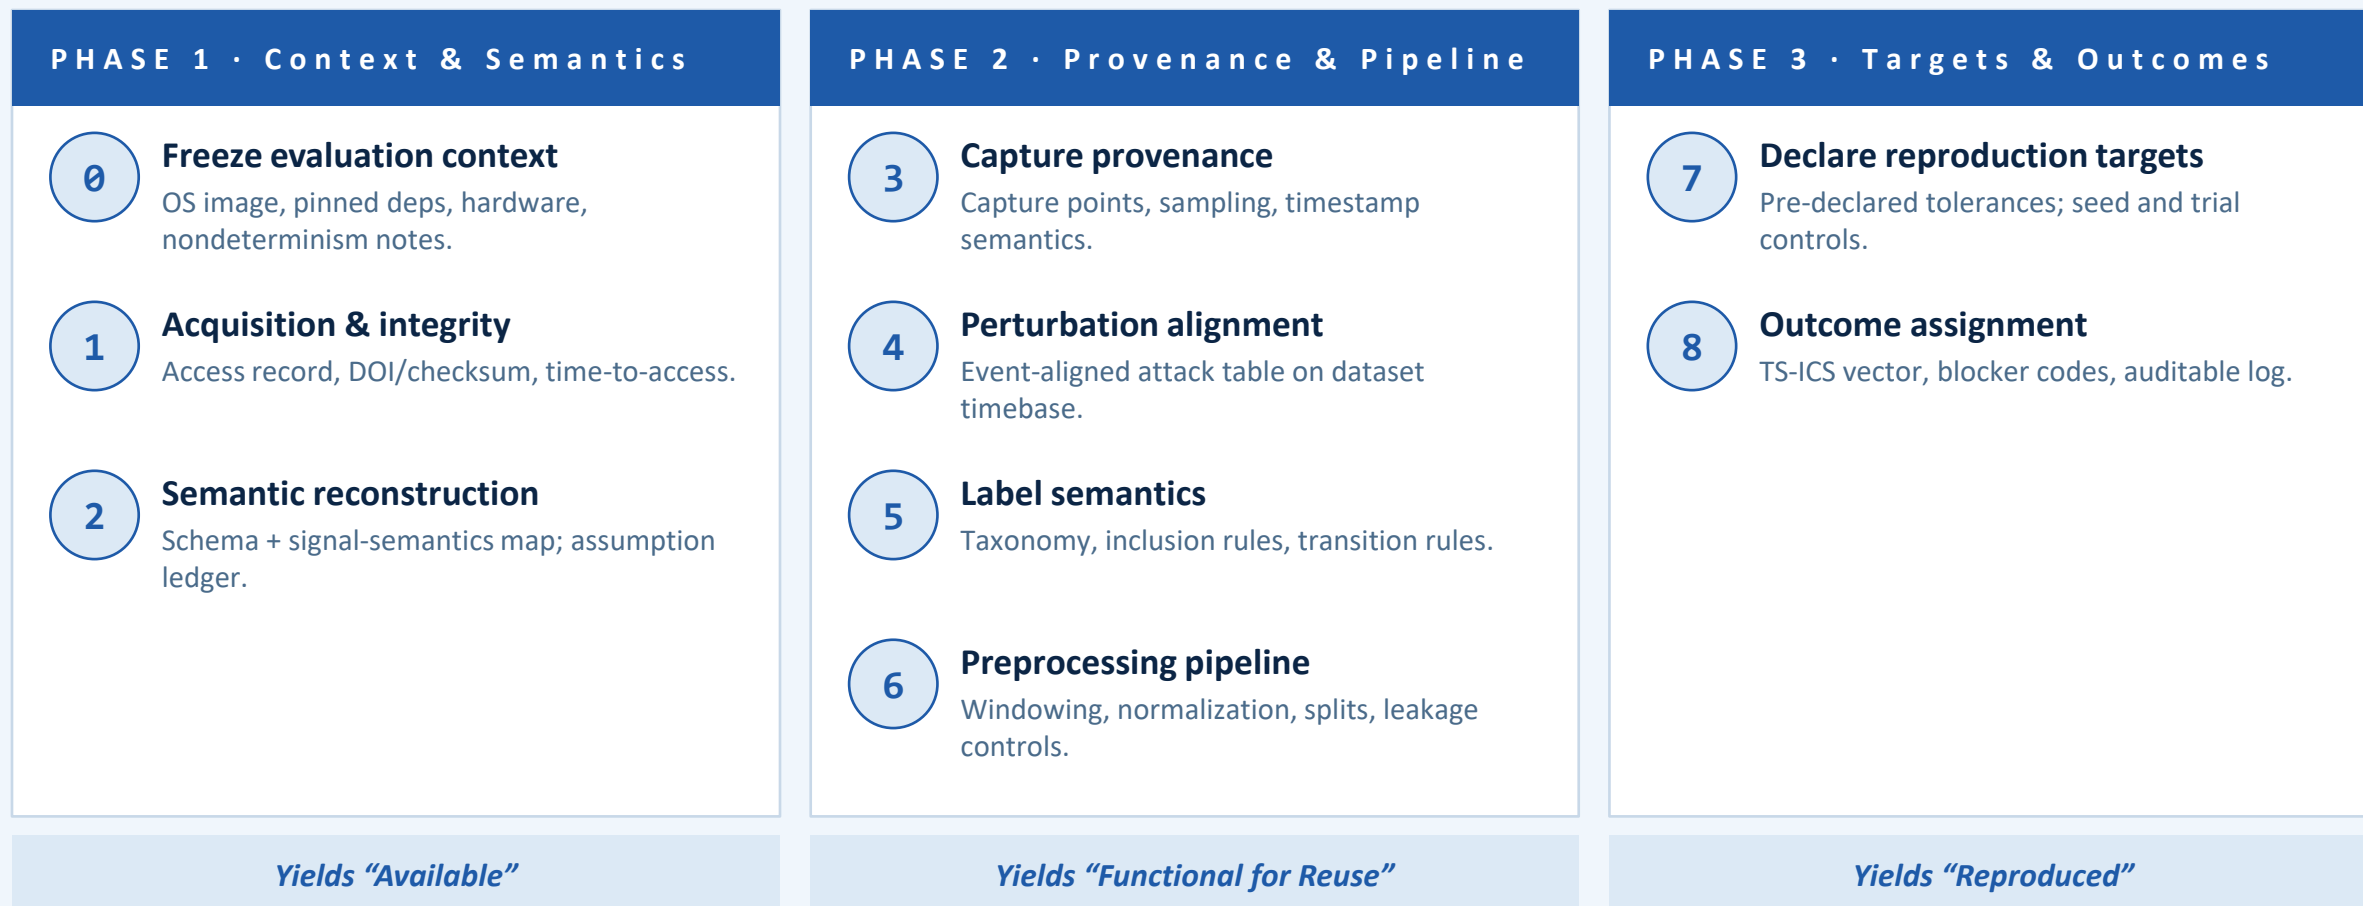 PHASE 1 · Context & Semantics
0
Freeze evaluation context
OS image, pinned deps, hardware,
nondeterminism notes.
1
Acquisition & integrity
Access record, DOI/checksum, time-to-access.
2
Semantic reconstruction
Schema + signal-semantics map; assumption
ledger.
Yields “Available”
PHASE 2 · Provenance & Pipeline
3
Capture provenance
Capture points, sampling, timestamp
semantics.
4
Perturbation alignment
Event-aligned attack table on dataset
timebase.
5
Label semantics
Taxonomy, inclusion rules, transition rules.
6
Preprocessing pipeline
Windowing, normalization, splits, leakage
controls.
Yields “Functional for Reuse”
PHASE 3 · Targets & Outcomes
7
Declare reproduction targets
Pre-declared tolerances; seed and trial
controls.
8
Outcome assignment
TS-ICS vector, blocker codes, auditable log.
Yields “Reproduced”